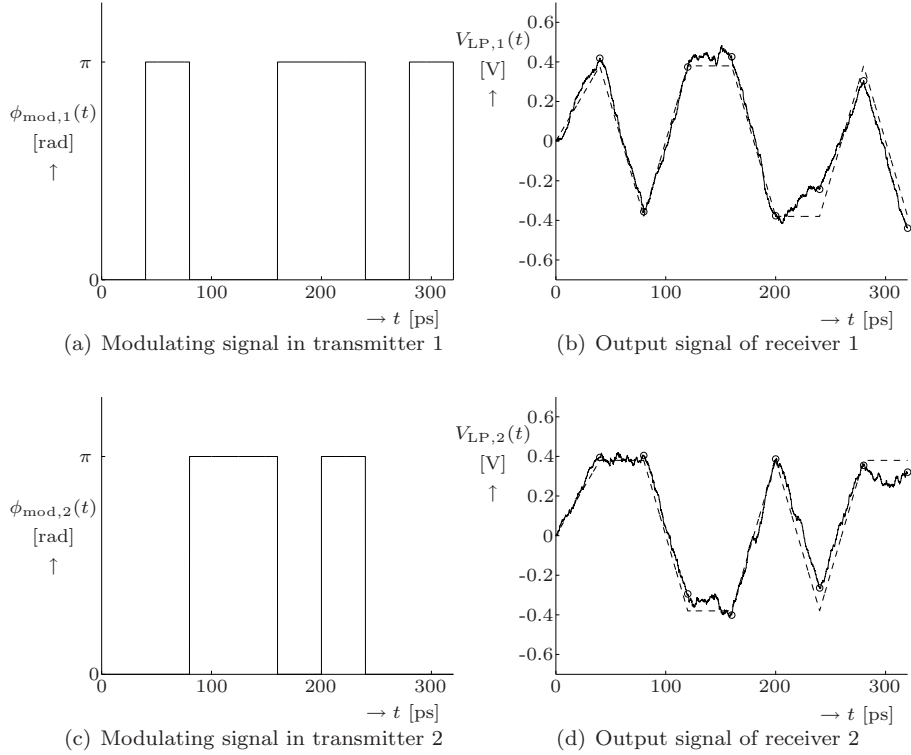 π
ϕmod,1(t)
[rad]
↑
0
0 100 200 300
→ t [ps]
(a) Modulating signal in transmitter 1
VLP,1(t)
[V]
↑
0.6
0.4
0.2
0
-0.2
-0.4
-0.6
0 100 200 300
→ t [ps]
(b) Output signal of receiver 1
π
ϕmod,2(t)
[rad]
↑
0
0 100 200 300
→ t [ps]
(c) Modulating signal in transmitter 2
VLP,2(t)
[V]
↑
0.6
0.4
0.2
0
-0.2
-0.4
-0.6
0 100 200 300
→ t [ps]
(d) Output signal of receiver 2